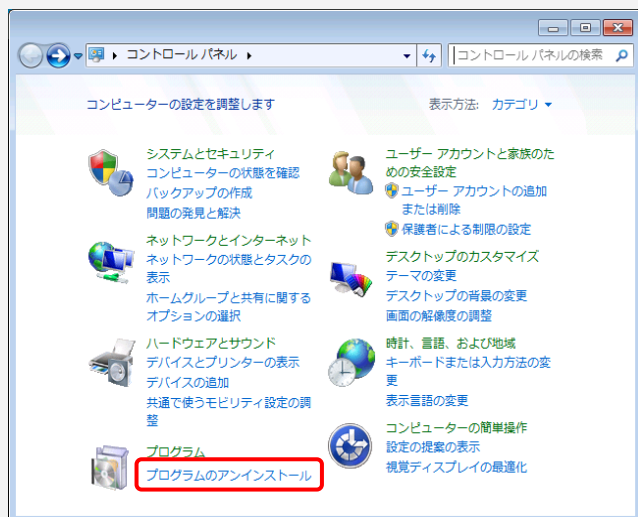 コントロール パネル
コントロール パネルの検索
コンピューターの設定を調整します
表示方法: カテゴリ
システムとセキュリティ
コンピューターの状態を確認
バックアップの作成
問題の発見と解決
ネットワークとインターネット
ネットワークの状態とタスクの
表示
ホームグループと共有に関する
オプションの選択
ハードウェアとサウンド
デバイスとプリンターの表示
デバイスの追加
共通で使うモビリティ設定の調
整
プログラム
プログラムのアンインストール
ユーザー アカウントと家族のた
めの安全設定
ユーザー アカウントの追加
または削除
保護者による制限の設定
デスクトップのカスタマイズ
テーマの変更
デスクトップの背景の変更
画面の解像度の調整
時計、言語、および地域
キーボードまたは入力方法の変
更
表示言語の変更
コンピューターの簡単操作
設定の提案の表示
視覚ディスプレイの最適化